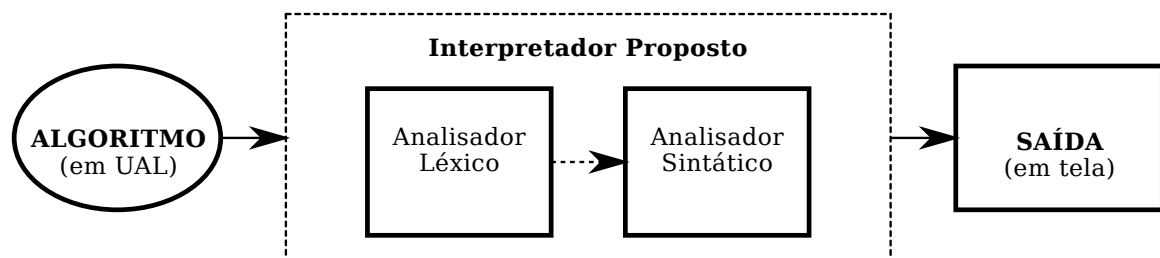 Interpretador Proposto
ALGORITMO
(em UAL)
Analisador
Léxico
Analisador
Sintático
SAÍDA
(em tela)